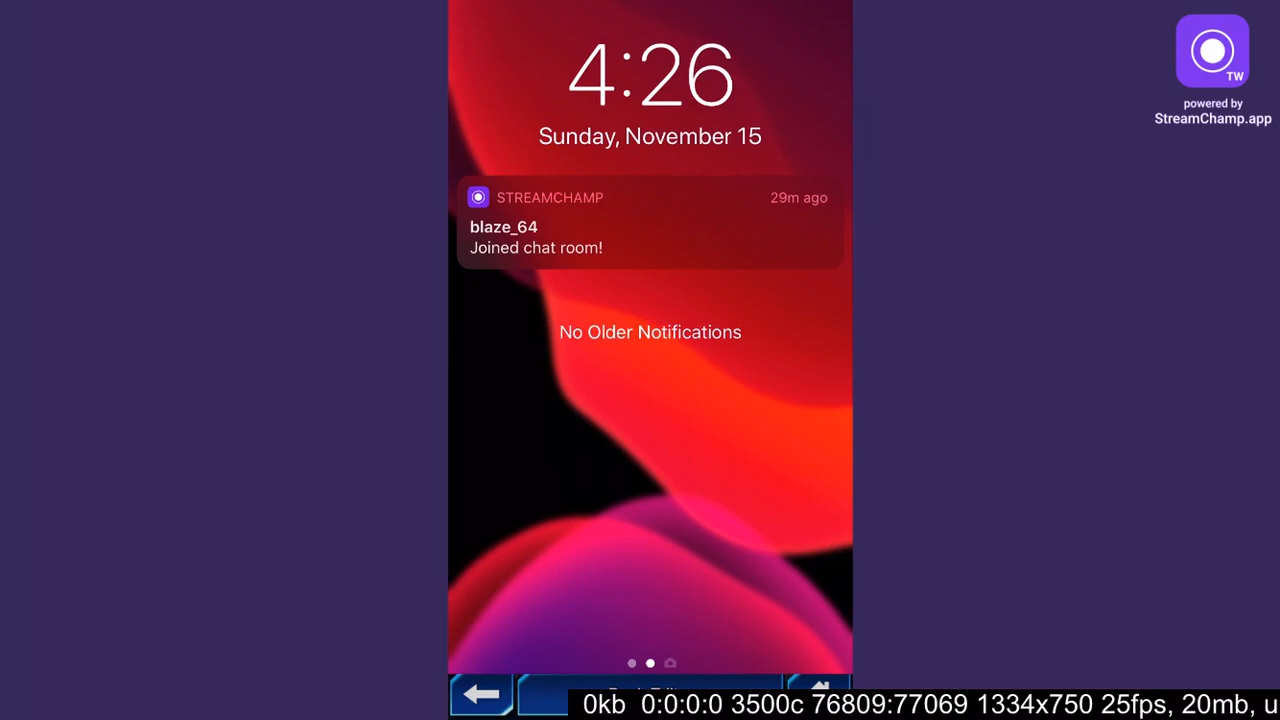 4:26
Sunday, November 15
TW
powered by
StreamChamp.app
STREAMCHAMP 29m ago
blaze_64
Joined chat room!
No Older Notifications
0kb 0:0:0:0 3500c 76809:77069 1334x750 25fps, 20mb, u